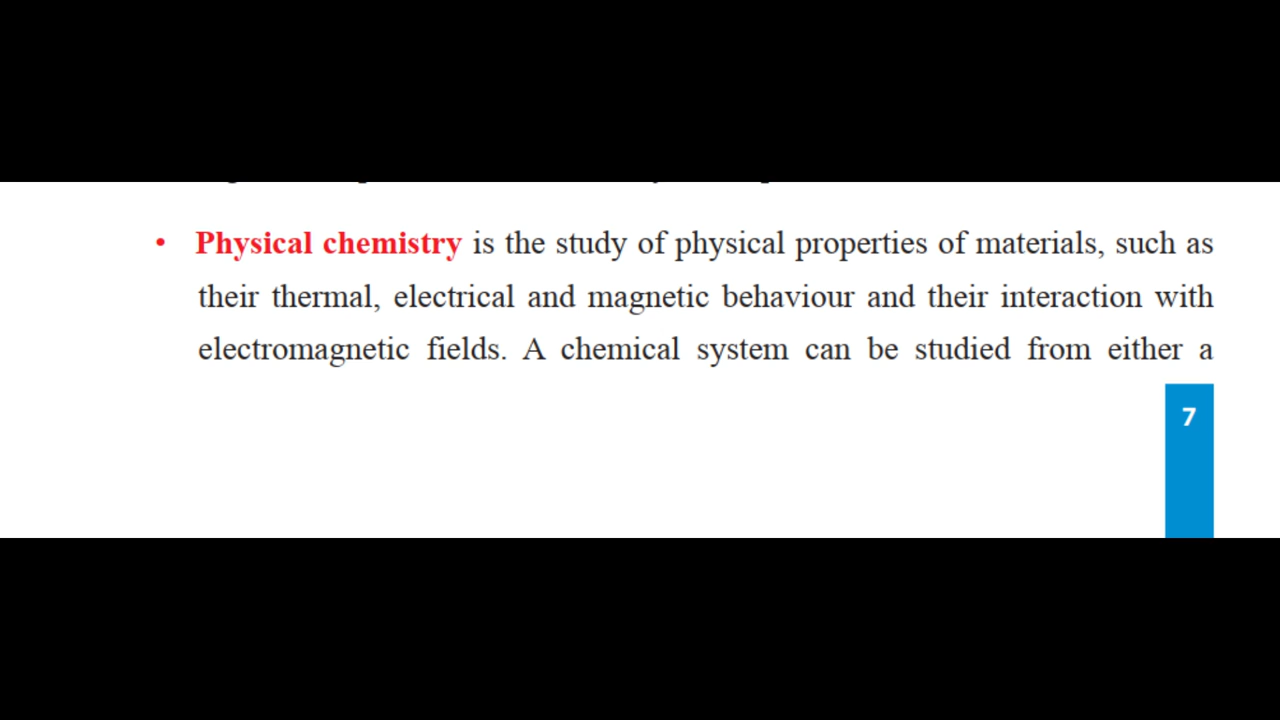 • Physical chemistry is the study of physical properties of materials, such as
their thermal, electrical and magnetic behaviour and their interaction with
electromagnetic fields. A chemical system can be studied from either a
7